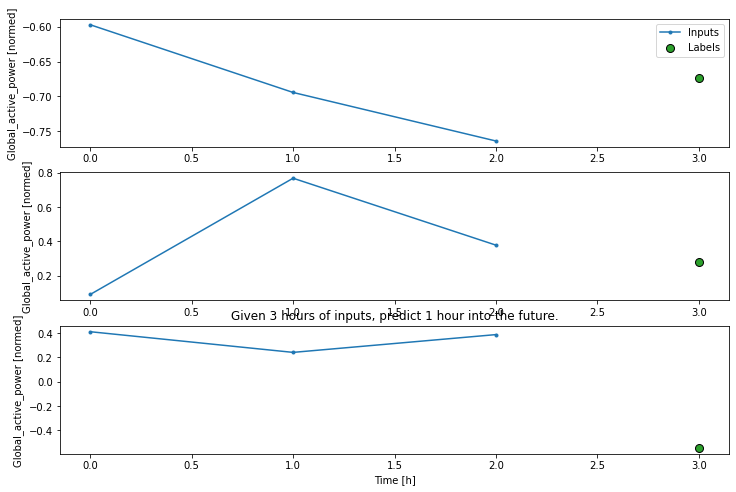 Global_active_power [normed]
−0.60
−0.65
−0.70
−0.75
Inputs
Labels
0.0 0.5 1.0 1.5 2.0 2.5 3.0
Global_active_power [normed]
0.8
0.6
0.4
0.2
0.0 0.5 1.0 1.5 2.0 2.5 3.0
Given 3 hours of inputs, predict 1 hour into the future.
Global_active_power [normed]
0.4
0.2
0.0
−0.2
−0.4
0.0 0.5 1.0 1.5 2.0 2.5 3.0
Time [h]